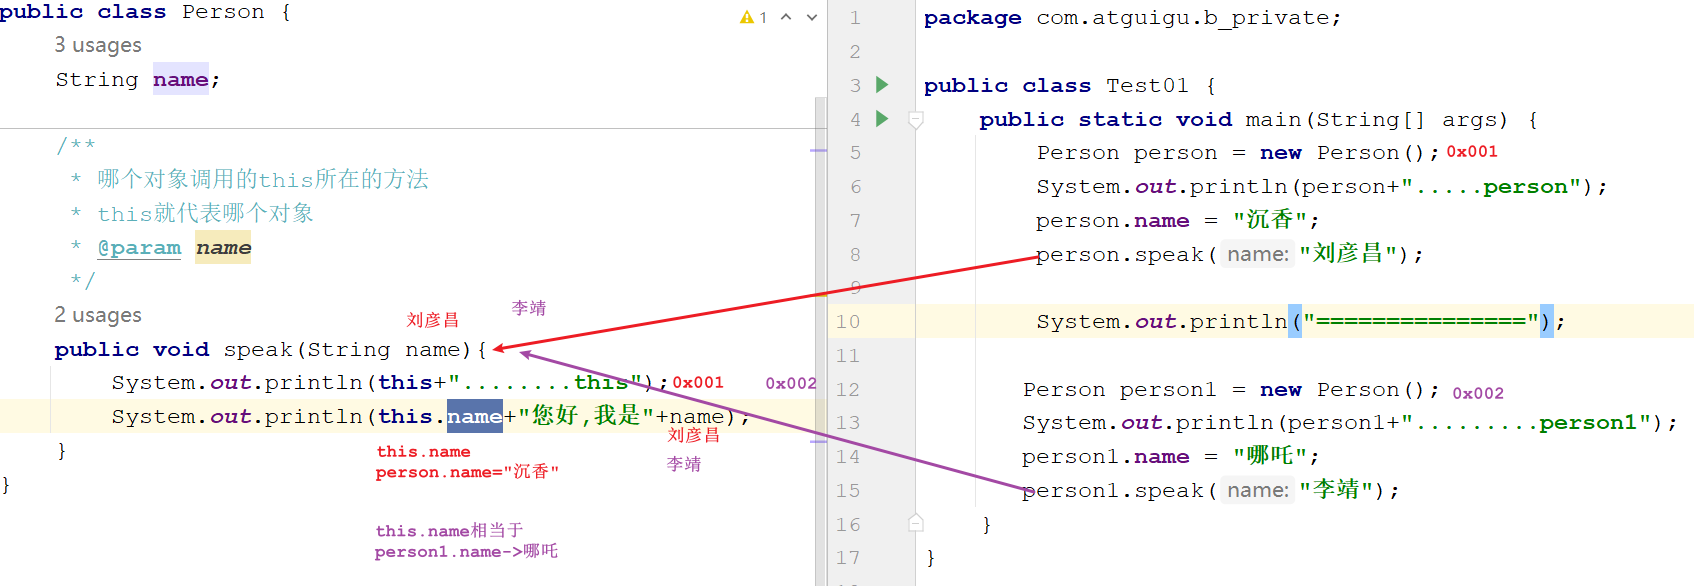 public class Person {
3 usages
String name;
/**
* 哪个对象调用的this所在的方法
* this就代表哪个对象
* @param name
*/
2 usages
刘彦昌 李靖
public void speak(String name){
System.out.println(this+"........this");0x001 0x002
System.out.println(this.name+"您好,我是"+name);
刘彦昌
李靖
}
this.name
person.name="沉香"
}
this.name相当于
person1.name->哪吒
1
1 package com.atguigu.b_private;
2
3 public class Test01 {
4 public static void main(String[] args) {
5 Person person = new Person();0x001
6 System.out.println(person+".....person");
7 person.name = "沉香";
8 person.speak( name: "刘彦昌");
9
10 System.out.println("===============");
11
12 Person person1 = new Person(); 0x002
13 System.out.println(person1+".........person1");
14 person1.name = "哪吒";
15 person1.speak( name: "李靖");
16 }
17 }